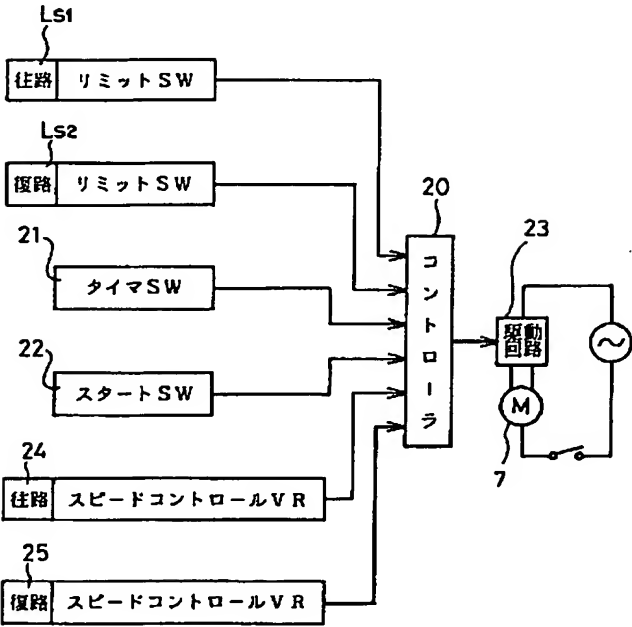 LS1
往路 リミットSW
LS2
復路 リミットSW
21
タイマSW
22
スタートSW
24
往路 スピードコントロールVR
25
復路 スピードコントロールVR
20
コントローラ
23
駆動
回路
M
7